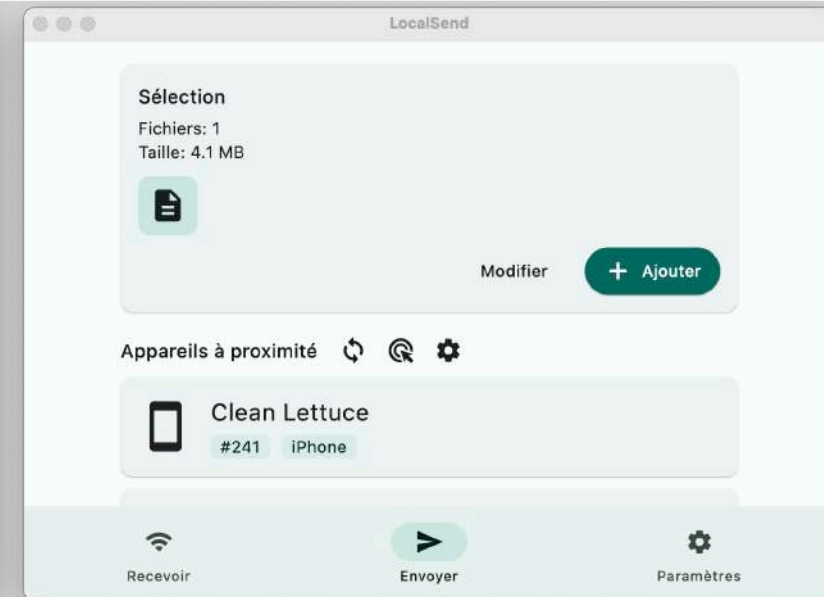 LocalSend
Sélection
Fichiers: 1
Taille: 4.1 MB
Modifier
Ajouter
Appareils à proximité
Clean Lettuce
#241 iPhone
Recevoir
Envoyer
Paramètres